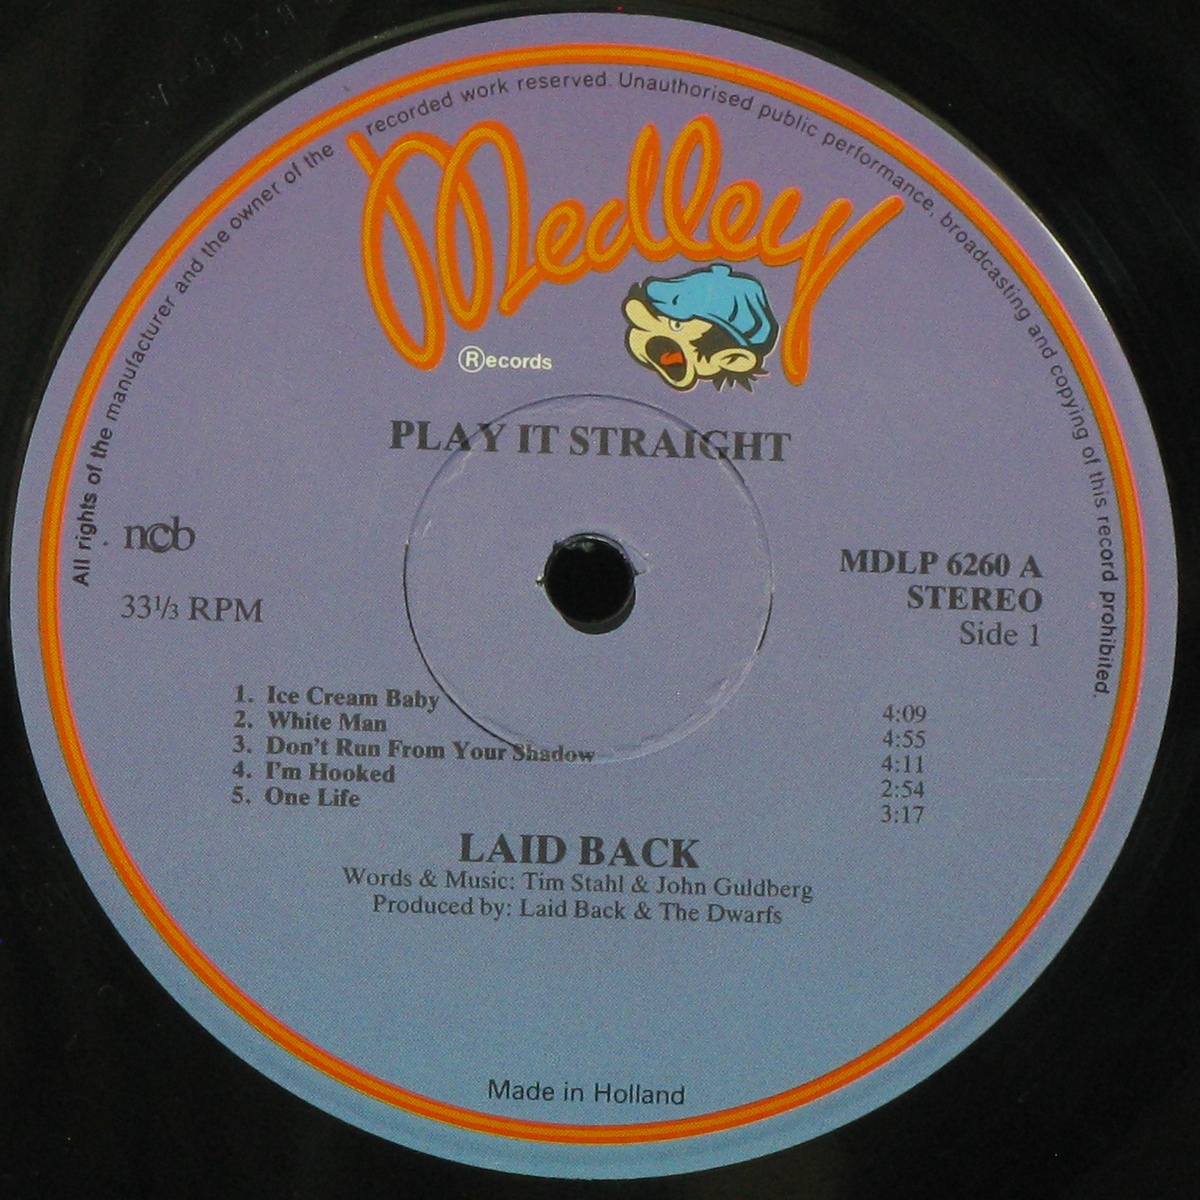 All rights of the manufacturer and the owner of the recorded work reserved. Unauthorised public performance, broadcasting and copying of this record prohibited.
Medley
®ecords
PLAY IT STRAIGHT
ncb
33⅓ RPM
MDLP 6260 A
STEREO
Side 1
1. Ice Cream Baby 4:09
2. White Man 4:55
3. Don't Run From Your Shadow 4:11
4. I'm Hooked 2:54
5. One Life 3:17
LAID BACK
Words & Music: Tim Stahl & John Guldberg
Produced by: Laid Back & The Dwarfs
Made in Holland